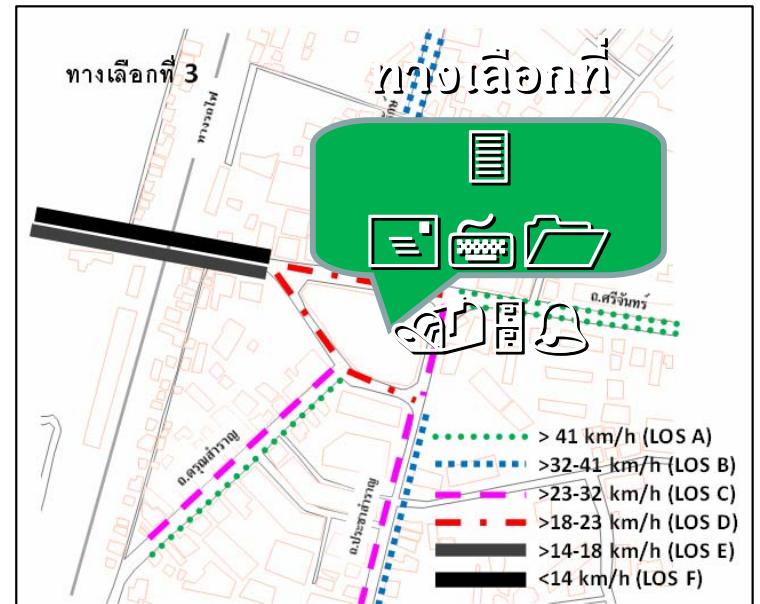 ทางเลือกที่ 3
ทางเลือกที่
ทางรถไฟ
ถ.ศรีจันทร์
ถ.ดรุณสำราญ
ถ.ประชาสำราญ
> 41 km/h (LOS A)
>32-41 km/h (LOS B)
>23-32 km/h (LOS C)
>18-23 km/h (LOS D)
>14-18 km/h (LOS E)
<14 km/h (LOS F)